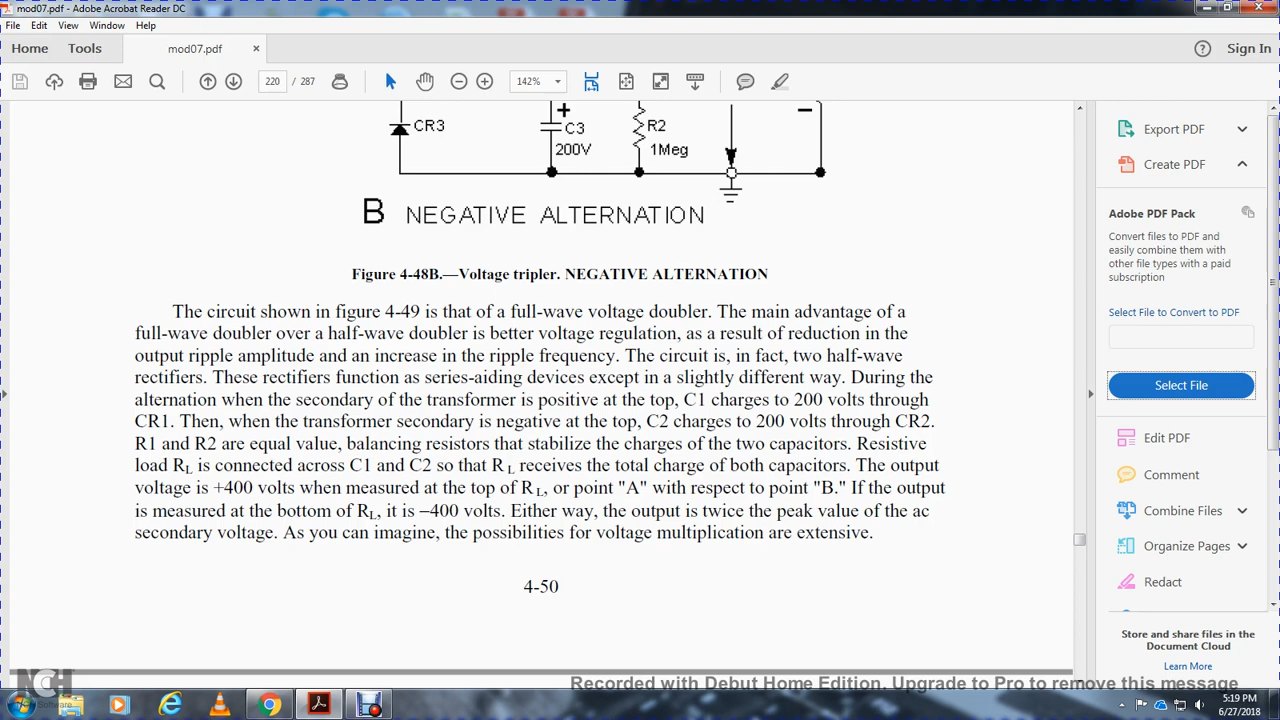 mod07.pdf - Adobe Acrobat Reader DC
File Edit View Window Help
Home Tools mod07.pdf × ? Sign In
220 / 287 142%
CR3
+
C3
200V
R2
1Meg
−
B NEGATIVE ALTERNATION
Figure 4-48B.—Voltage tripler. NEGATIVE ALTERNATION
The circuit shown in figure 4-49 is that of a full-wave voltage doubler. The main advantage of a
full-wave doubler over a half-wave doubler is better voltage regulation, as a result of reduction in the
output ripple amplitude and an increase in the ripple frequency. The circuit is, in fact, two half-wave
rectifiers. These rectifiers function as series-aiding devices except in a slightly different way. During the
alternation when the secondary of the transformer is positive at the top, C1 charges to 200 volts through
CR1. Then, when the transformer secondary is negative at the top, C2 charges to 200 volts through CR2.
R1 and R2 are equal value, balancing resistors that stabilize the charges of the two capacitors. Resistive
load RL is connected across C1 and C2 so that RL receives the total charge of both capacitors. The output
voltage is +400 volts when measured at the top of RL, or point "A" with respect to point "B." If the output
is measured at the bottom of RL, it is −400 volts. Either way, the output is twice the peak value of the ac
secondary voltage. As you can imagine, the possibilities for voltage multiplication are extensive.
4-50
Export PDF
Create PDF
Adobe PDF Pack
Convert files to PDF and
easily combine them with
other file types with a paid
subscription
Select File to Convert to PDF
Select File
Edit PDF
Comment
Combine Files
Organize Pages
Redact
Store and share files in the
Document Cloud
Learn More
NCH
Software
Recorded with Debut Home Edition. Upgrade to Pro to remove this message
5:19 PM
6/27/2018